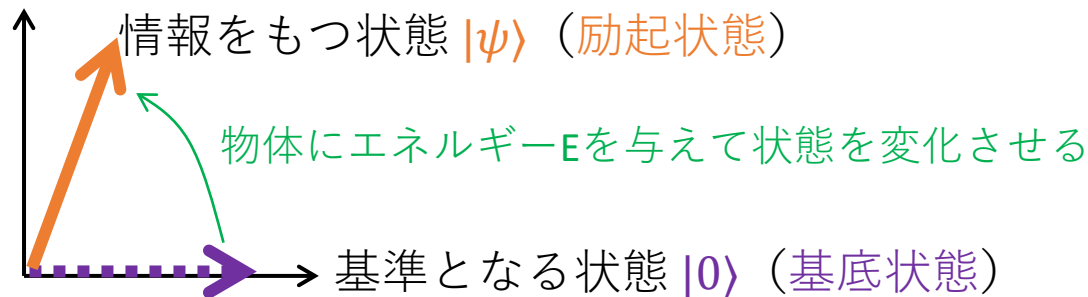 情報をもつ状態 |ψ⟩（励起状態）
物体にエネルギーEを与えて状態を変化させる
基準となる状態 |0⟩（基底状態）